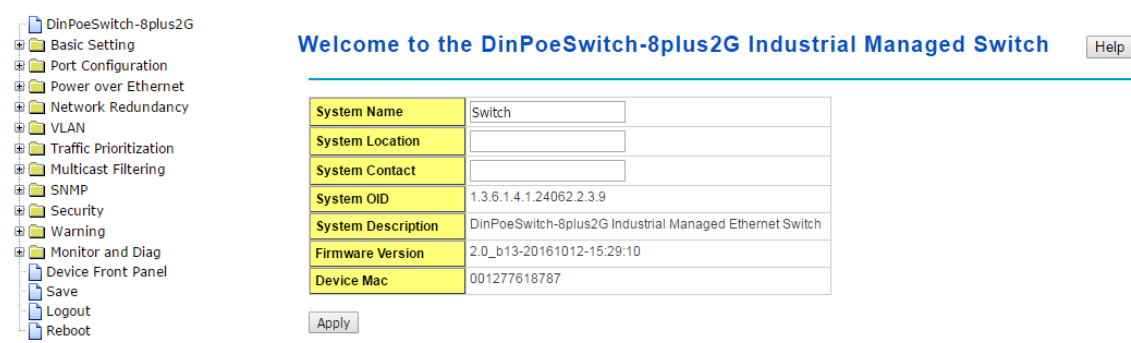 DinPoeSwitch-8plus2G
Basic Setting
Port Configuration
Power over Ethernet
Network Redundancy
VLAN
Traffic Prioritization
Multicast Filtering
SNMP
Security
Warning
Monitor and Diag
Device Front Panel
Save
Logout
Reboot
Welcome to the DinPoeSwitch-8plus2G Industrial Managed Switch
Help
System Name Switch
System Location
System Contact
System OID 1.3.6.1.4.1.24062.2.3.9
System Description DinPoeSwitch-8plus2G Industrial Managed Ethernet Switch
Firmware Version 2.0_b13-20161012-15:29:10
Device Mac 001277618787
Apply